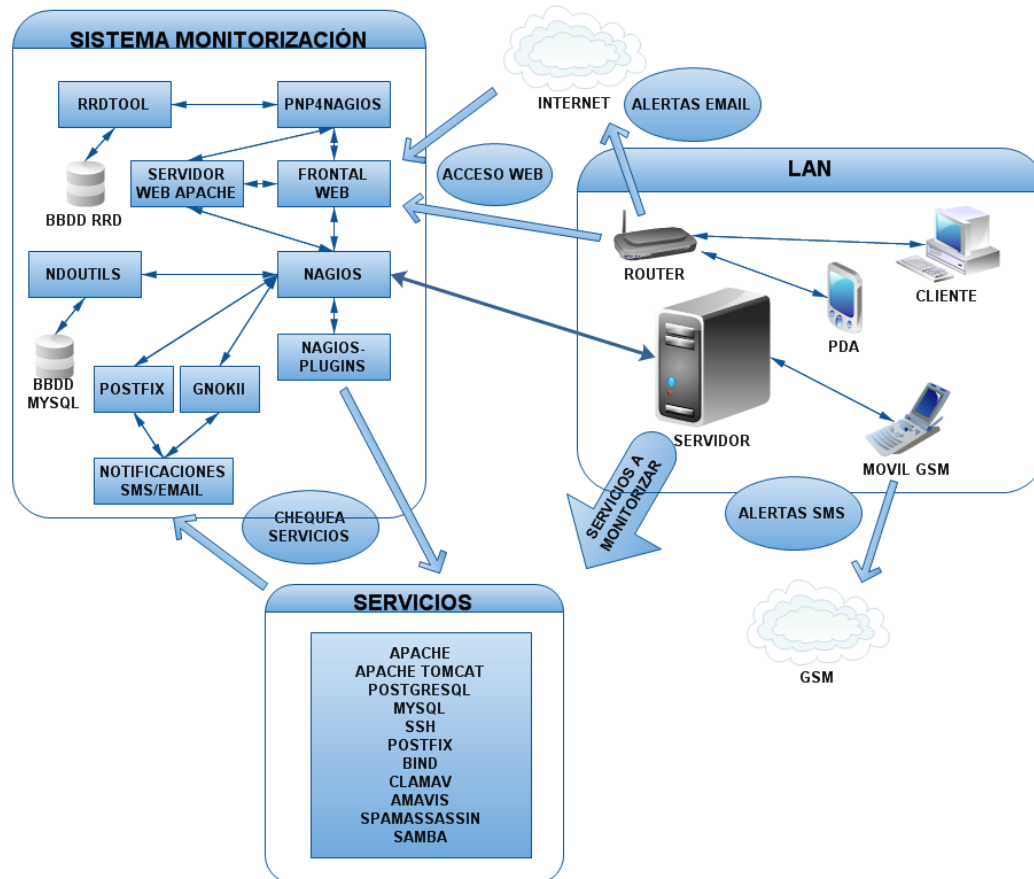 SISTEMA MONITORIZACIÓN
RRDTOOL
PNP4NAGIOS
BBDD RRD
SERVIDOR
WEB APACHE
FRONTAL
WEB
NDOUTILS
NAGIOS
BBDD
MYSQL
POSTFIX
GNOKII
NAGIOS-
PLUGINS
NOTIFICACIONES
SMS/EMAIL
INTERNET
ALERTAS EMAIL
ACCESO WEB
LAN
ROUTER
CLIENTE
PDA
SERVIDOR
MOVIL GSM
SERVICIOS A
MONITORIZAR
ALERTAS SMS
GSM
CHEQUEA
SERVICIOS
SERVICIOS
APACHE
APACHE TOMCAT
POSTGRESQL
MYSQL
SSH
POSTFIX
BIND
CLAMAV
AMAVIS
SPAMASSASSIN
SAMBA